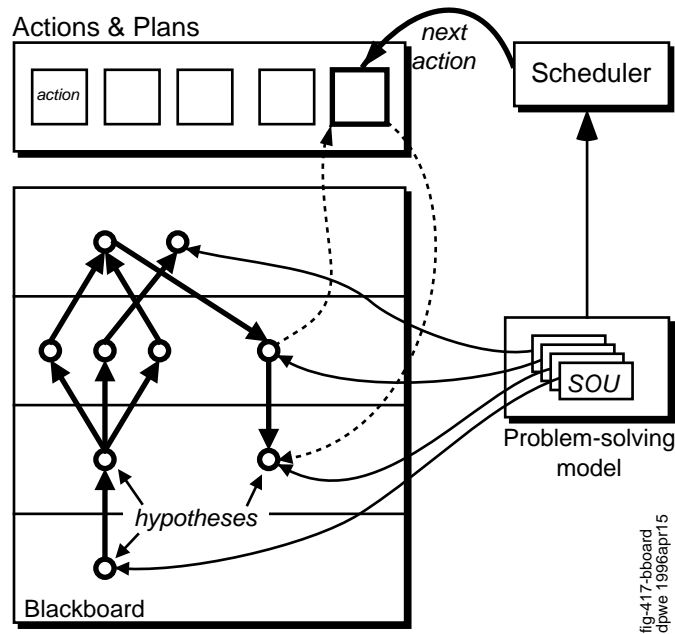 Actions & Plans
next
action
Scheduler
action
SOU
Problem-solving
model
hypotheses
Blackboard
fig-417-bboard
dpwe 1996apr15